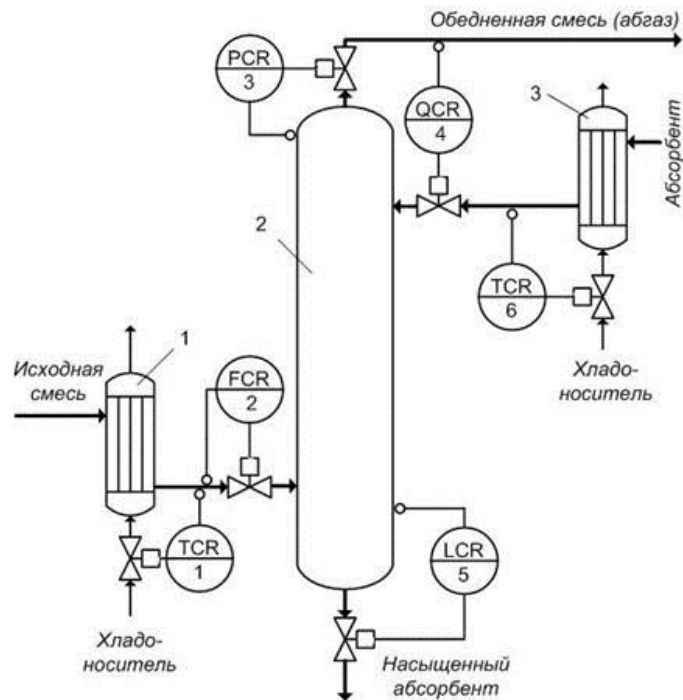 Обедненная смесь (абгаз)
PCR
3
QCR
4
3
Абсорбент
2
TCR
6
Хладо-
носитель
1
Исходная
смесь
FCR
2
TCR
1
LCR
5
Хладо-
носитель
Насыщенный
абсорбент